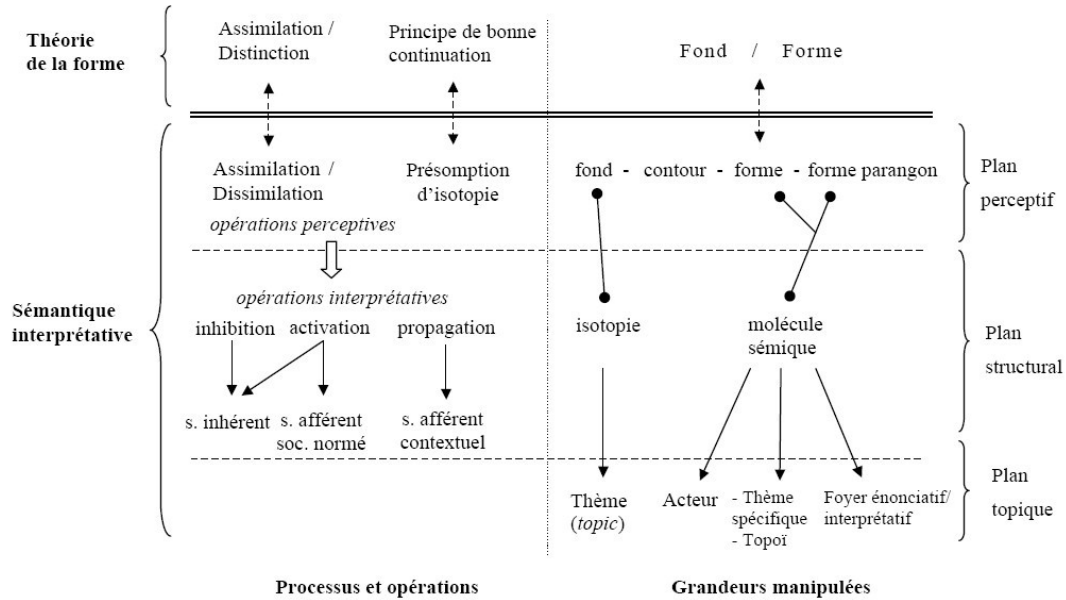 Théorie
de la forme
Assimilation /
Distinction
Principe de bonne
continuation
Fond / Forme
Sémantique
interprétative
Assimilation /
Dissimilation
Présomption
d'isotopie
opérations perceptives
fond - contour - forme - forme parangon
Plan
perceptif
opérations interprétatives
inhibition activation propagation
s. inhérent
s. afférent
soc. normé
s. afférent
contextuel
isotopie
molécule
sémique
Plan
structural
Thème
(topic)
Acteur
- Thème
spécifique
- Topoï
Foyer énonciatif/
interprétatif
Plan
topique
Processus et opérations
Grandeurs manipulées